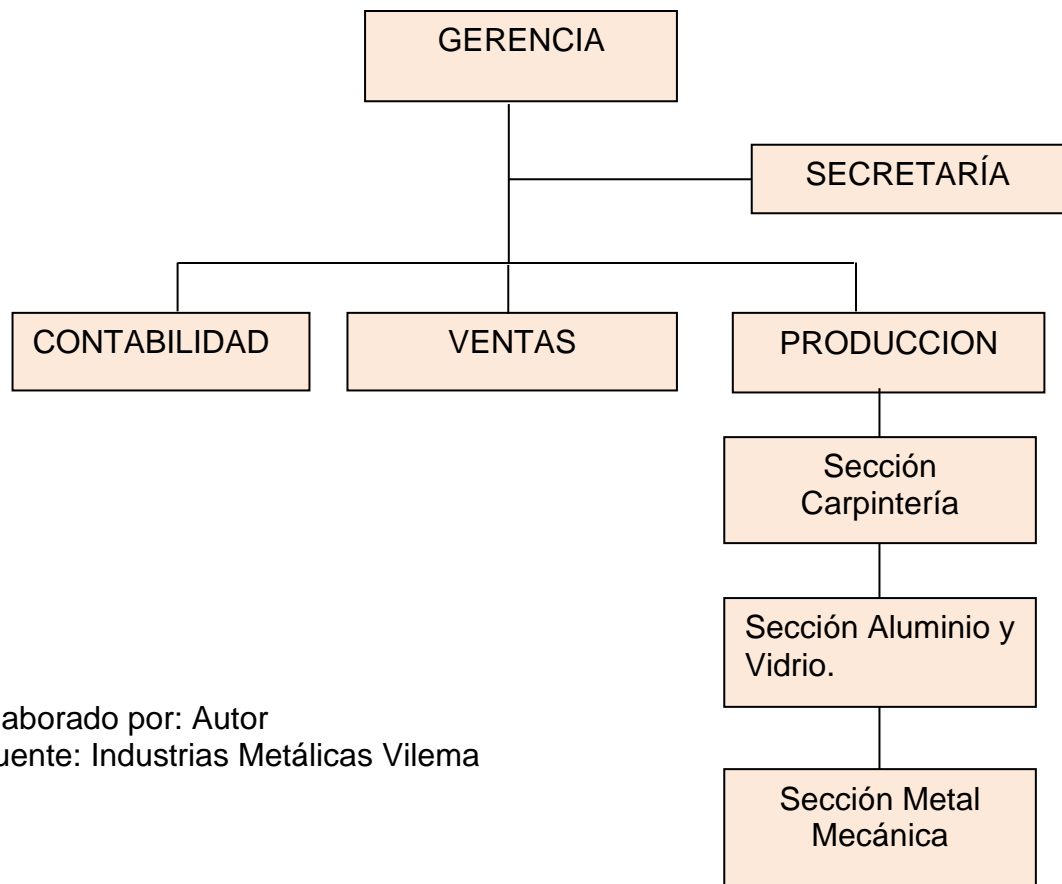 GERENCIA
SECRETARÍA
CONTABILIDAD
VENTAS
PRODUCCION
Sección
Carpintería
Sección Aluminio y
Vidrio.
Sección Metal
Mecánica
laborado por: Autor
uente: Industrias Metálicas Vilema